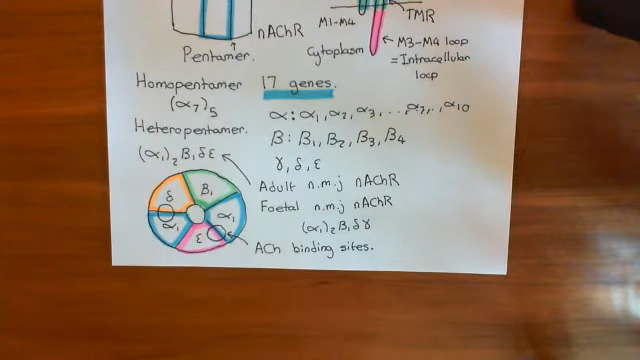 nAChR
Pentamer.
M1-M4
TMR
Cytoplasm
M3-M4 loop
= Intracellular
loop
Homopentamer
(α7)5
17 genes.
α: α1, α2, α3, ... α7, .., α10
Heteropentamer.
β: β1, β2, β3, β4
(α1)2 β1 δ ε
γ, δ, ε
Adult n.m.j nAChR
Foetal n.m.j nAChR
(α1)2 β1 δ γ
ACh binding sites.
δ
β1
α1
α1
ε